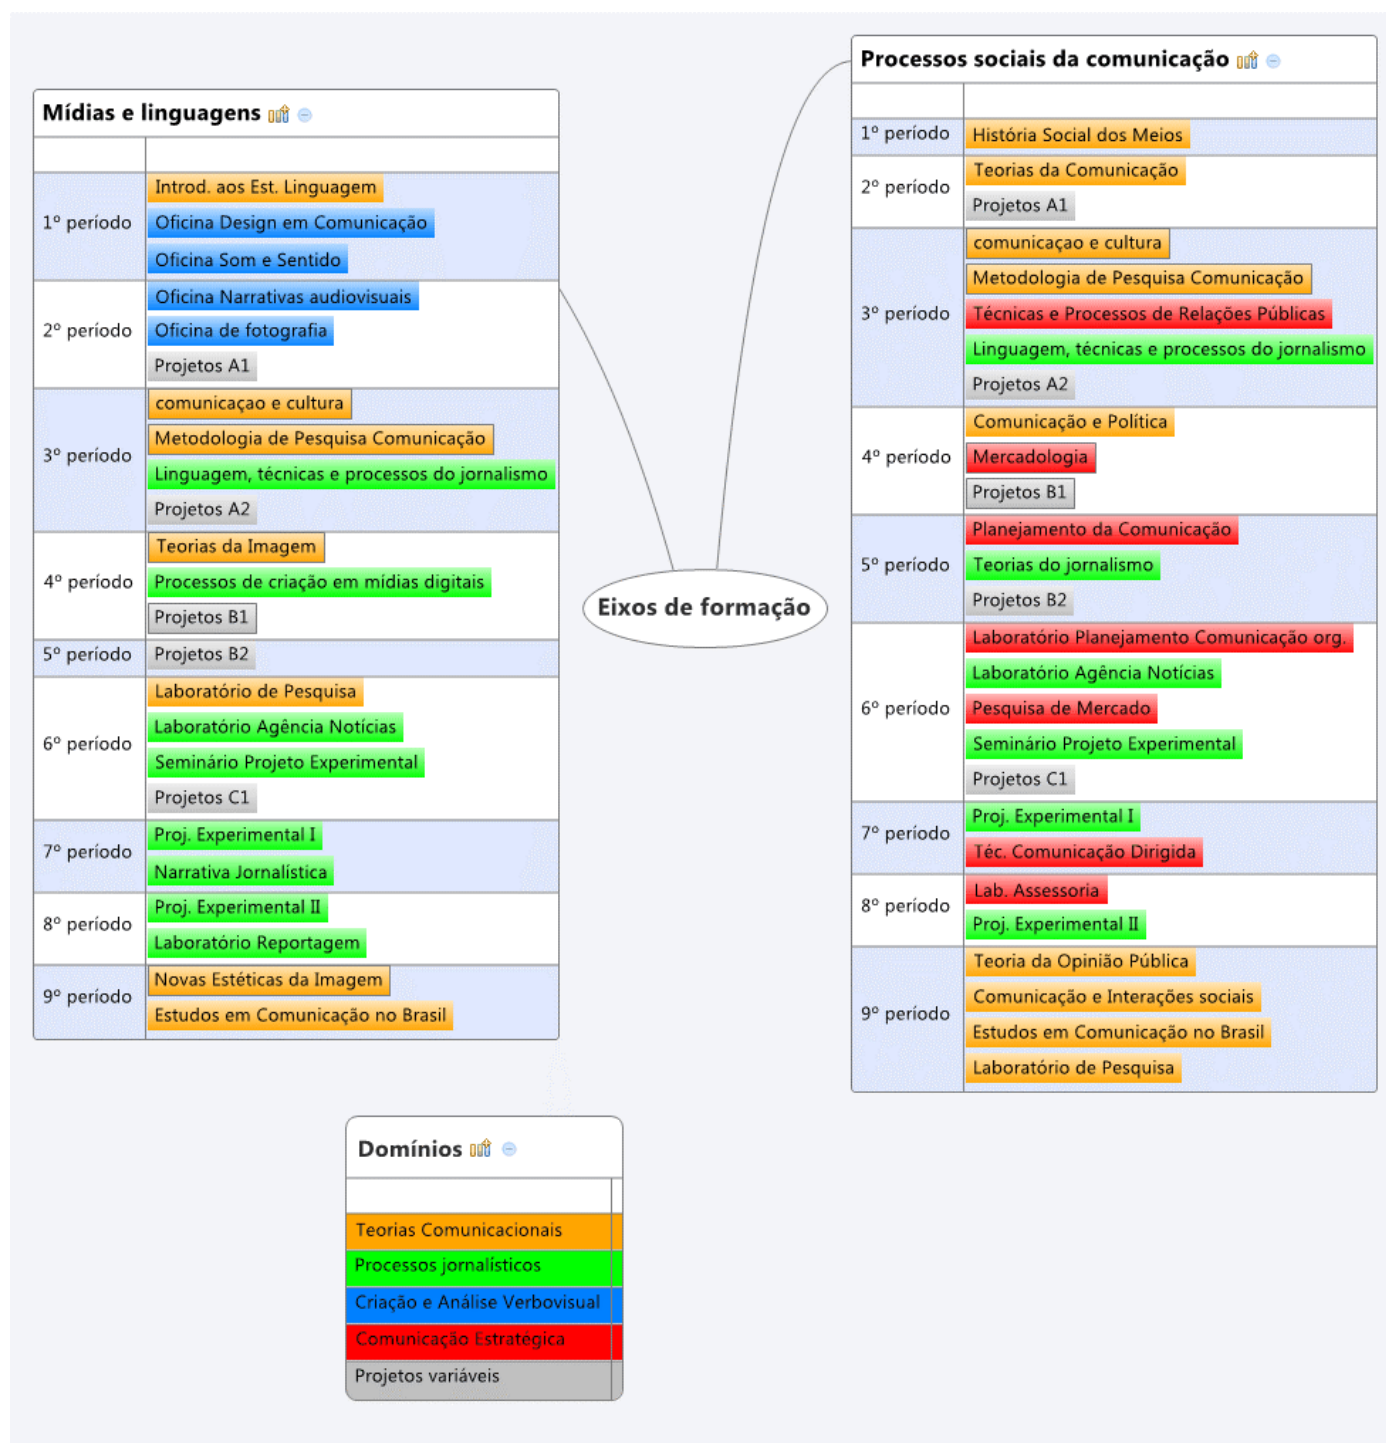 Mídias e linguagens
1º período
Introd. aos Est. Linguagem
Oficina Design em Comunicação
Oficina Som e Sentido
2º período
Oficina Narrativas audiovisuais
Oficina de fotografia
Projetos A1
3º período
comunicaçao e cultura
Metodologia de Pesquisa Comunicação
Linguagem, técnicas e processos do jornalismo
Projetos A2
4º período
Teorias da Imagem
Processos de criação em mídias digitais
Projetos B1
5º período
Projetos B2
6º período
Laboratório de Pesquisa
Laboratório Agência Notícias
Seminário Projeto Experimental
Projetos C1
7º período
Proj. Experimental I
Narrativa Jornalística
8º período
Proj. Experimental II
Laboratório Reportagem
9º período
Novas Estéticas da Imagem
Estudos em Comunicação no Brasil
Eixos de formação
Processos sociais da comunicação
1º período
História Social dos Meios
2º período
Teorias da Comunicação
Projetos A1
3º período
comunicaçao e cultura
Metodologia de Pesquisa Comunicação
Técnicas e Processos de Relações Públicas
Linguagem, técnicas e processos do jornalismo
Projetos A2
4º período
Comunicação e Política
Mercadologia
Projetos B1
5º período
Planejamento da Comunicação
Teorias do jornalismo
Projetos B2
6º período
Laboratório Planejamento Comunicação org.
Laboratório Agência Notícias
Pesquisa de Mercado
Seminário Projeto Experimental
Projetos C1
7º período
Proj. Experimental I
Téc. Comunicação Dirigida
8º período
Lab. Assessoria
Proj. Experimental II
9º período
Teoria da Opinião Pública
Comunicação e Interações sociais
Estudos em Comunicação no Brasil
Laboratório de Pesquisa
Domínios
Teorias Comunicacionais
Processos jornalísticos
Criação e Análise Verbovisual
Comunicação Estratégica
Projetos variáveis